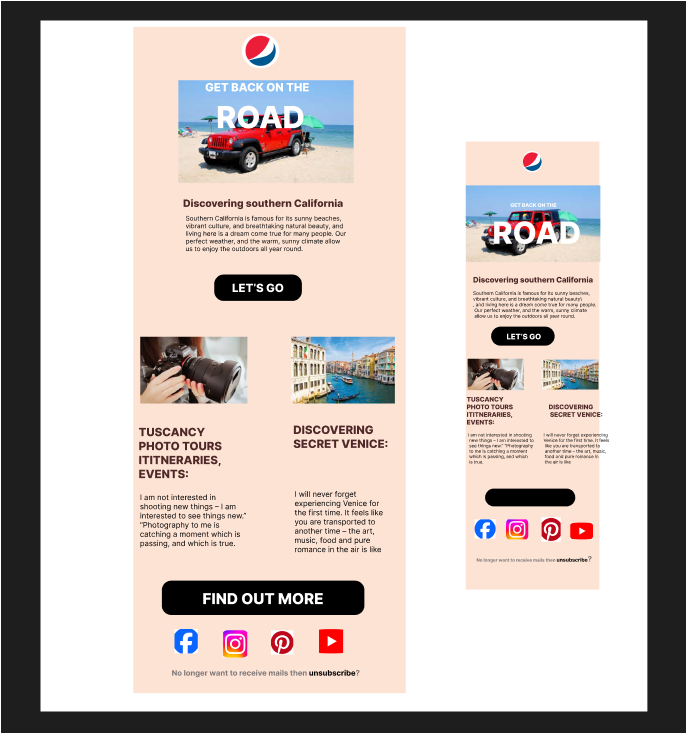 GET BACK ON THE
ROAD
Discovering southern California
Southern California is famous for its sunny beaches,
vibrant culture, and breathtaking natural beauty, and
living here is a dream come true for many people. Our
perfect weather, and the warm, sunny climate allow
us to enjoy the outdoors all year round.
LET'S GO
TUSCANCY
PHOTO TOURS
ITITNERARIES,
EVENTS:
I am not interested in
shooting new things – I am
interested to see things new.”
“Photography to me is
catching a moment which is
passing, and which is true.
DISCOVERING
SECRET VENICE:
I will never forget
experiencing Venice for
the first time. It feels like
you are transported to
another time – the art,
music, food and pure
romance in the air is like
FIND OUT MORE
No longer want to receive mails then unsubscribe?
GET BACK ON THE
ROAD
Discovering southern California
Southern California is famous for its sunny beaches,
vibrant culture, and breathtaking natural beauty\
, and living here is a dream come true for many people.
Our perfect weather, and the warm, sunny climate
allow us to enjoy the outdoors all year round.
LET'S GO
TUSCANCY
PHOTO TOURS
ITITNERARIES,
EVENTS:
I am not interested in shooting
new things – I am interested to
see things new.” “Photography
to me is catching a moment
which is passing, and which
is true.
DISCOVERING
SECRET VENICE:
I will never forget experiencing
Venice for the first time. It feels
like you are transported to
another time – the art, music,
food and pure romance in
the air is like
No longer want to receive mails then unsubscribe?